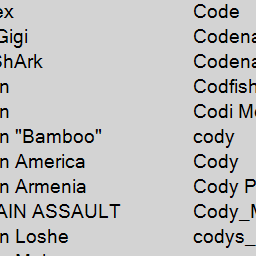 ex Code
Gigi Codena
ShArk Codena
n Codfish
n Codi M
n "Bamboo" cody
n America Cody
n Armenia Cody P
AIN ASSAULT Cody_M
n Loshe codys_